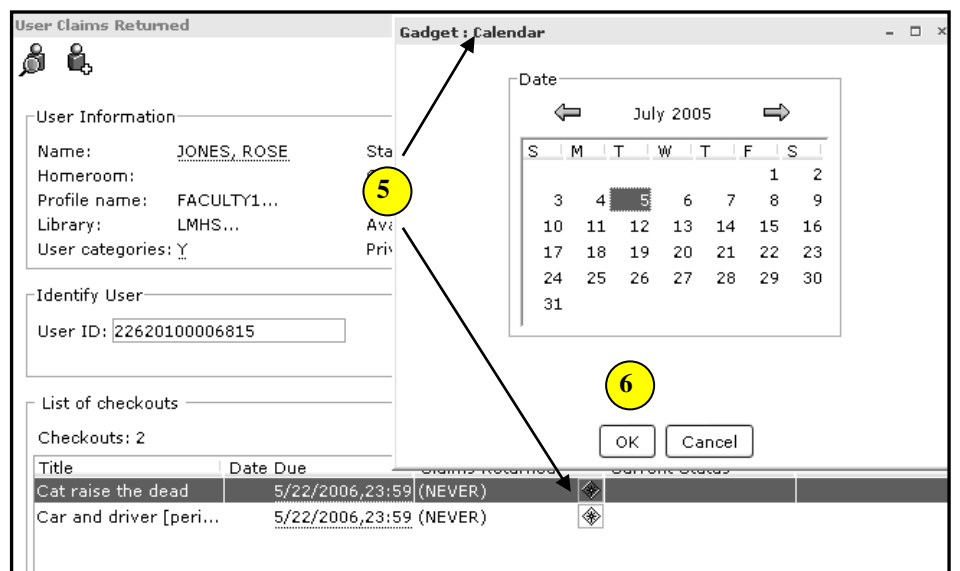 User Claims Returned
Gadget : Calendar
Date
July 2005
S M T W T F S
1 2
3 4 5 6 7 8 9
10 11 12 13 14 15 16
17 18 19 20 21 22 23
24 25 26 27 28 29 30
31
OK Cancel
5
6
User Information
Name: JONES, ROSE
Homeroom:
Profile name: FACULTY1...
Library: LMHS...
User categories: Y
Identify User
User ID: 22620100006815
List of checkouts
Checkouts: 2
Title Date Due Claims Returned Current Status
Cat raise the dead 5/22/2006,23:59 (NEVER)
Car and driver [peri... 5/22/2006,23:59 (NEVER)